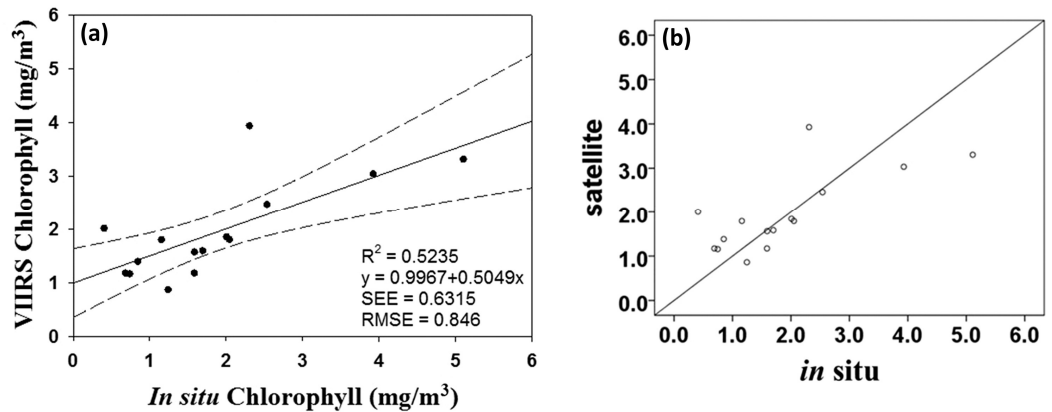 (a)
VIIRS Chlorophyll (mg/m³)
6
5
4
3
2
1
0
R² = 0.5235
y = 0.9967+0.5049x
SEE = 0.6315
RMSE = 0.846
0 1 2 3 4 5 6
In situ Chlorophyll (mg/m³)
(b)
satellite
6.0
5.0
4.0
3.0
2.0
1.0
0.0
0.0 1.0 2.0 3.0 4.0 5.0 6.0
in situ